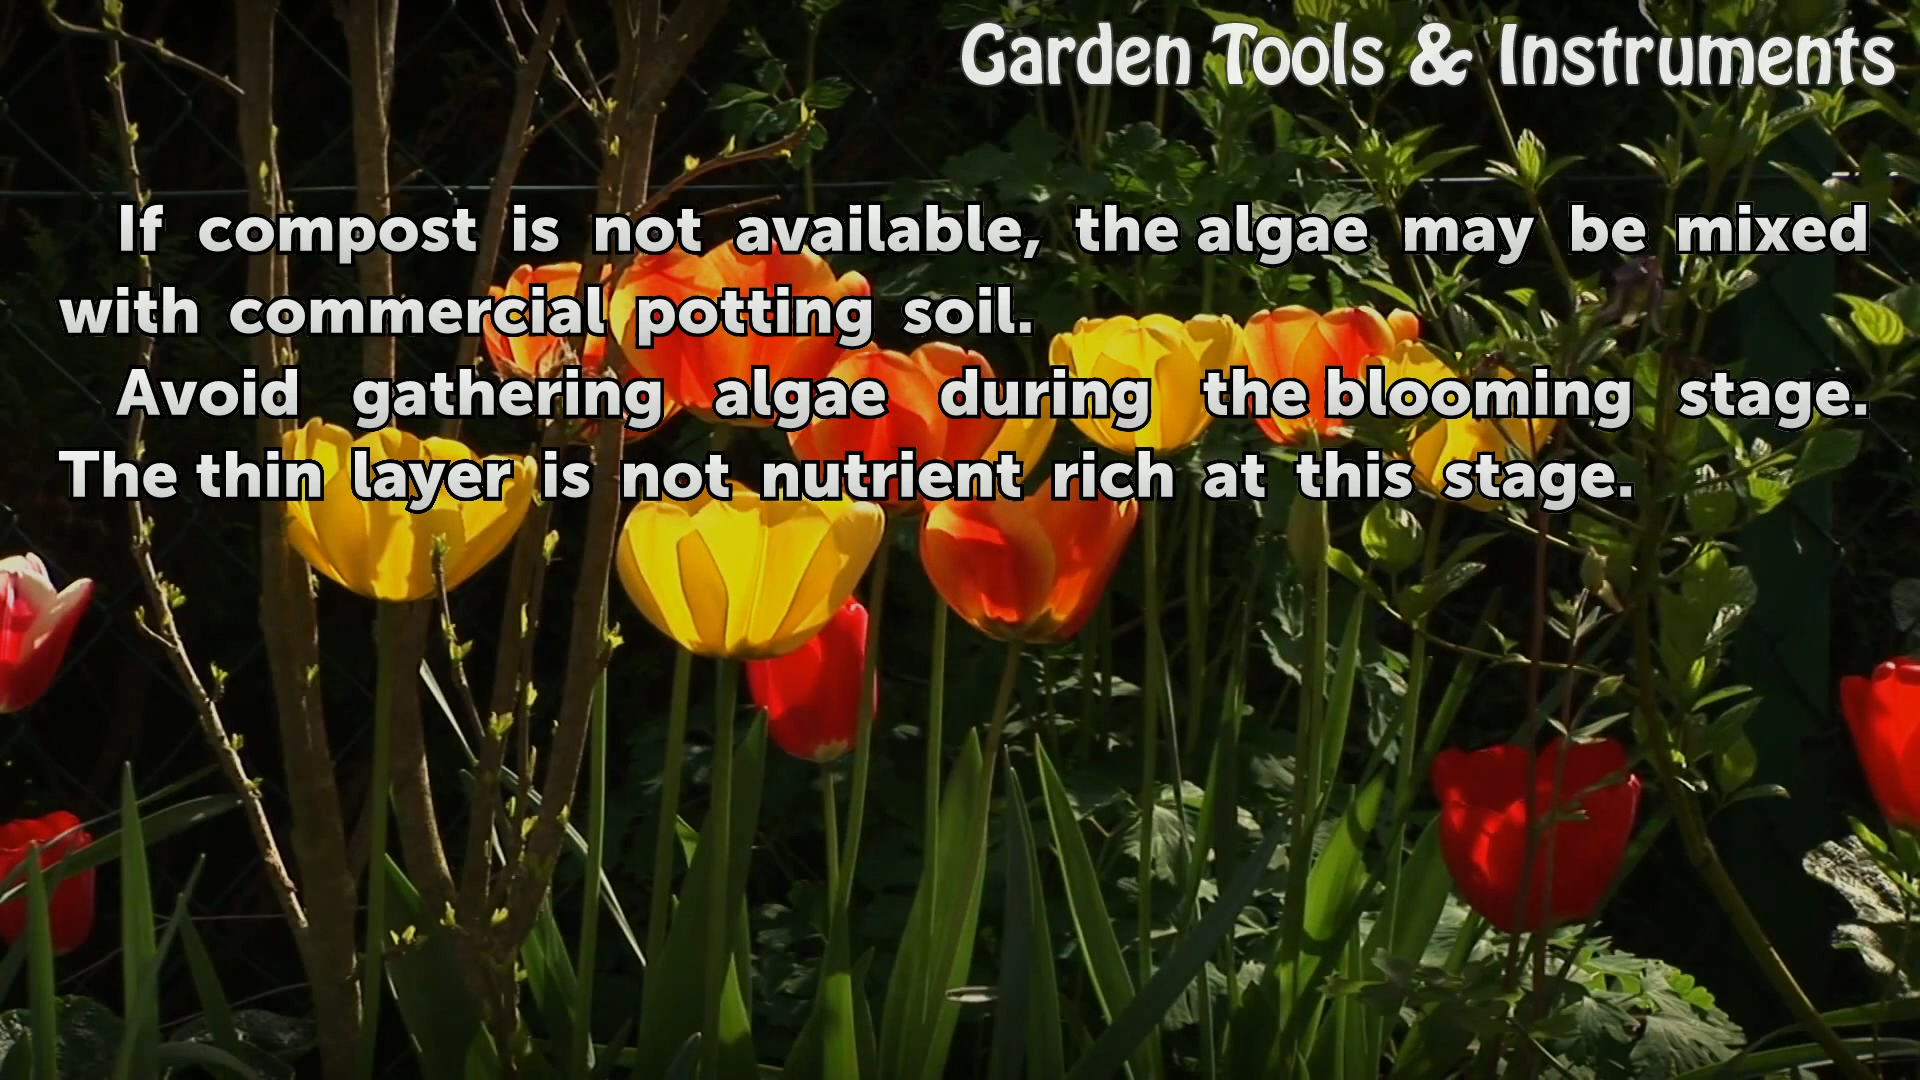 Garden Tools & Instruments
If compost is not available, the algae may be mixed
with commercial potting soil.
Avoid gathering algae during the blooming stage.
The thin layer is not nutrient rich at this stage.